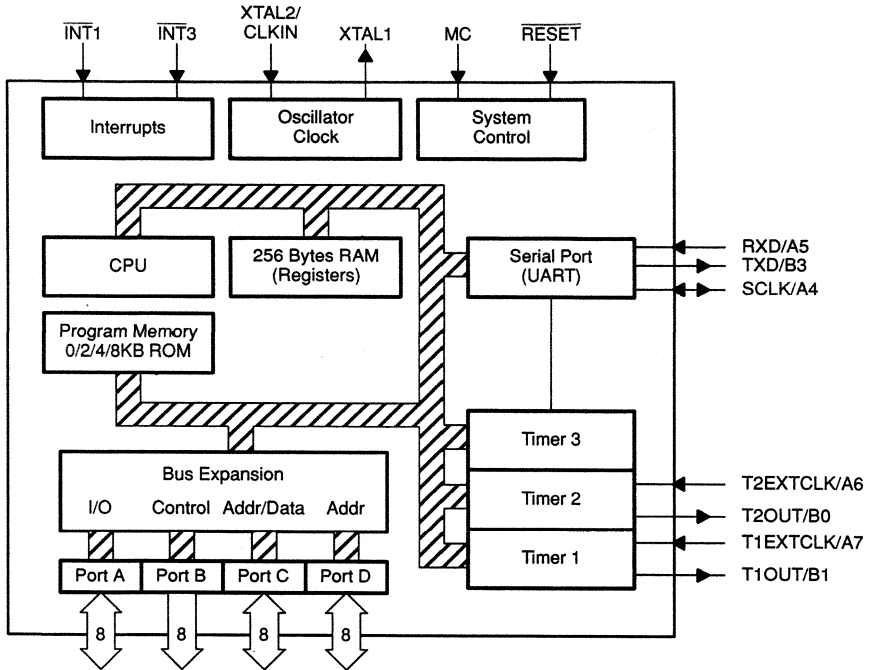 INT1
INT3
XTAL2/
CLKIN
XTAL1
MC
RESET
Interrupts
Oscillator
Clock
System
Control
CPU
256 Bytes RAM
(Registers)
Serial Port
(UART)
RXD/A5
TXD/B3
SCLK/A4
Program Memory
0/2/4/8KB ROM
Timer 3
Timer 2
Timer 1
T2EXTCLK/A6
T2OUT/B0
T1EXTCLK/A7
T1OUT/B1
Bus Expansion
I/O Control Addr/Data Addr
Port A Port B Port C Port D
8 8 8 8